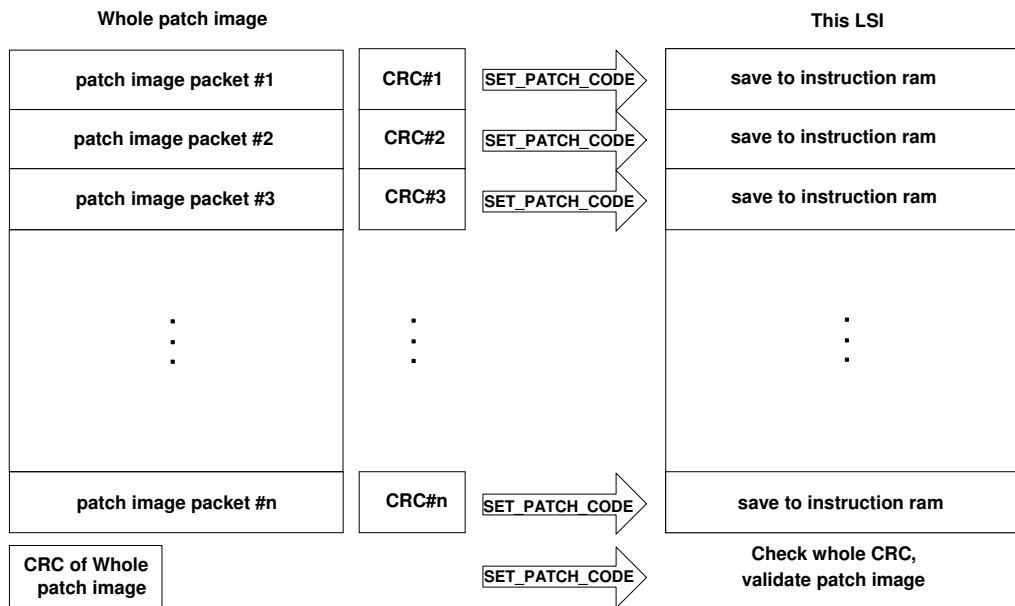 Whole patch image
This LSI
patch image packet #1
CRC#1
SET_PATCH_CODE
save to instruction ram
patch image packet #2
CRC#2
SET_PATCH_CODE
save to instruction ram
patch image packet #3
CRC#3
SET_PATCH_CODE
save to instruction ram
patch image packet #n
CRC#n
SET_PATCH_CODE
save to instruction ram
CRC of Whole
patch image
SET_PATCH_CODE
Check whole CRC,
validate patch image